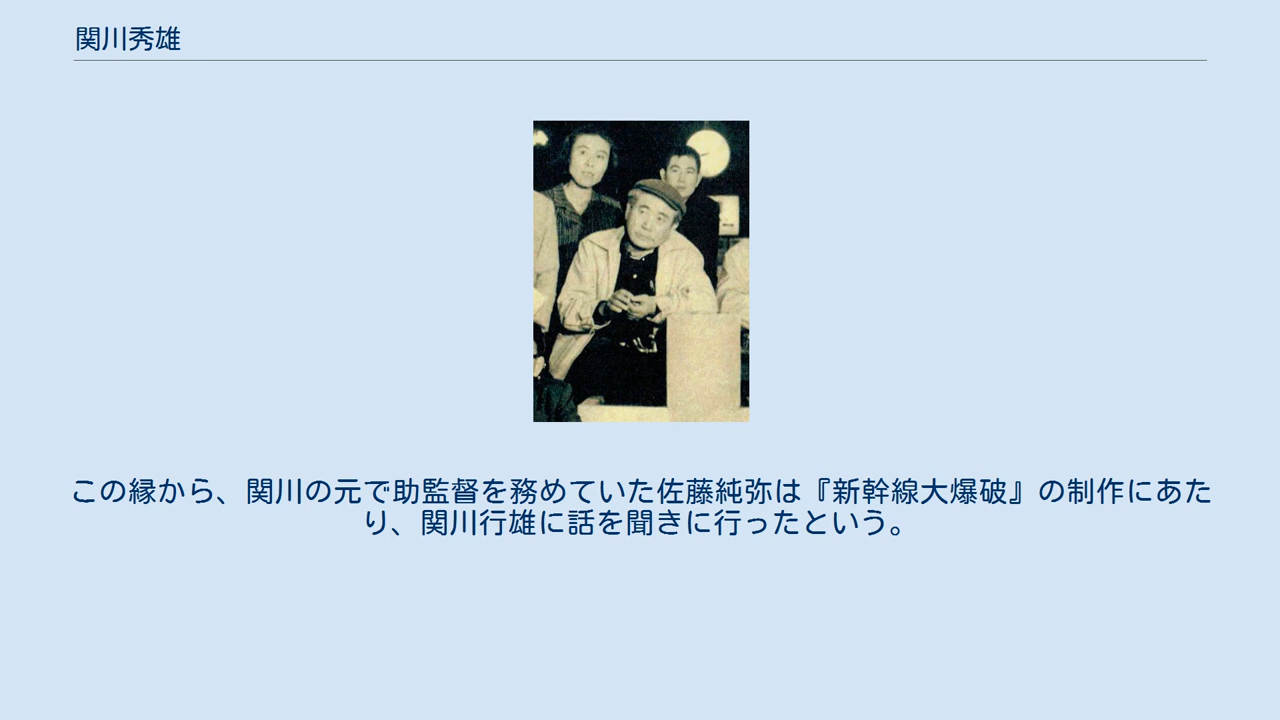 関川秀雄
この縁から、関川の元で助監督を務めていた佐藤純弥は『新幹線大爆破』の制作にあた
り、関川行雄に話を聞きに行ったという。